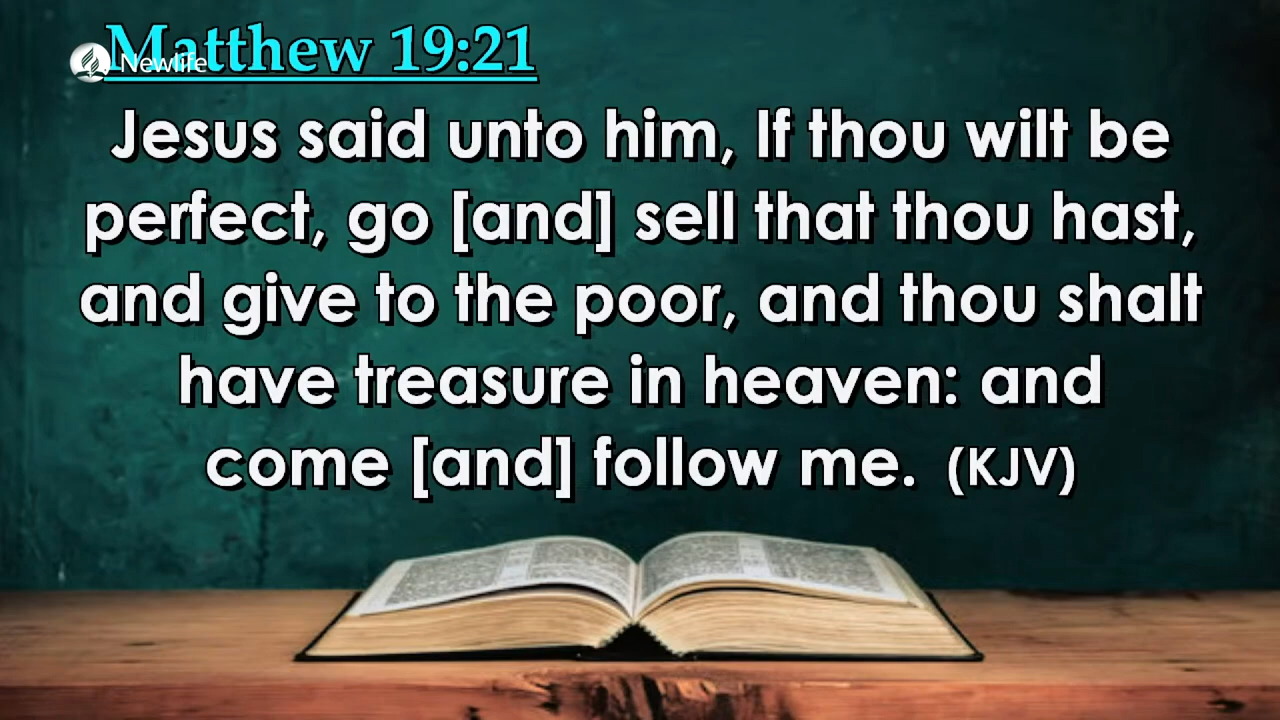 Matthew 19:21
Newlife
Jesus said unto him, If thou wilt be
perfect, go [and] sell that thou hast,
and give to the poor, and thou shalt
have treasure in heaven: and
come [and] follow me. (KJV)